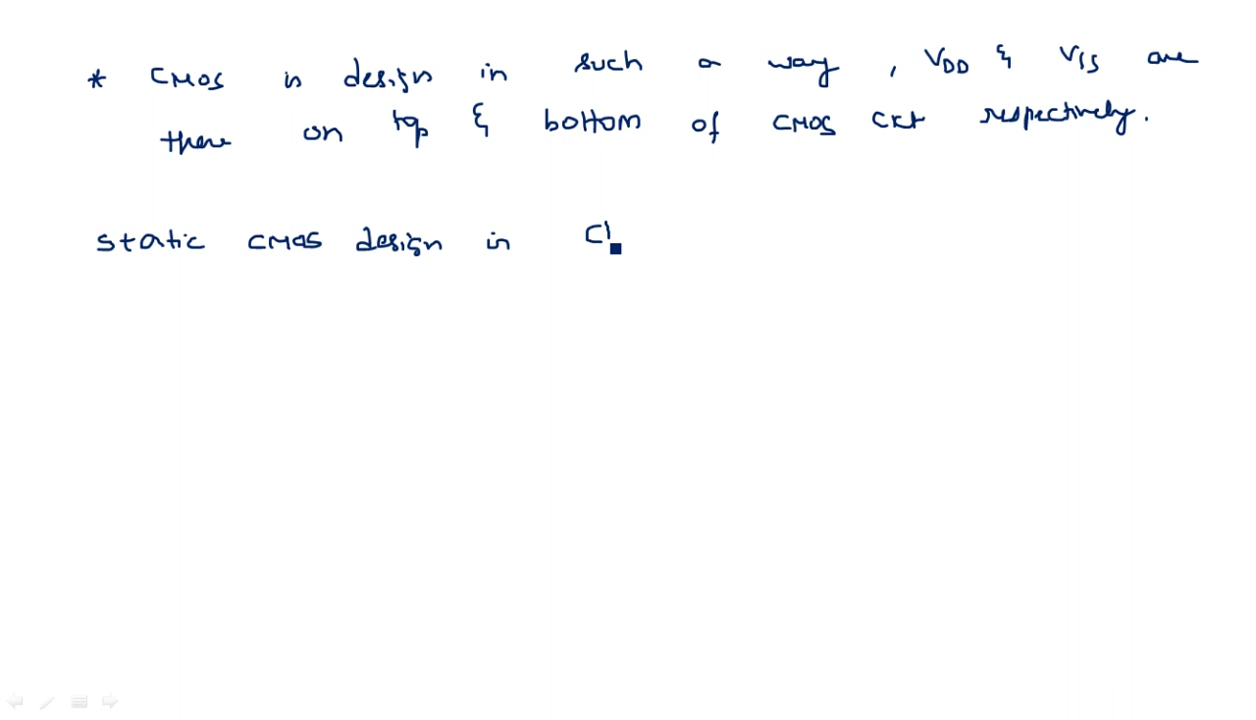 * CMOS is design in such a way, VDD & VSS are
there on top & bottom of CMOS CKT respectively.
static CMOS design in